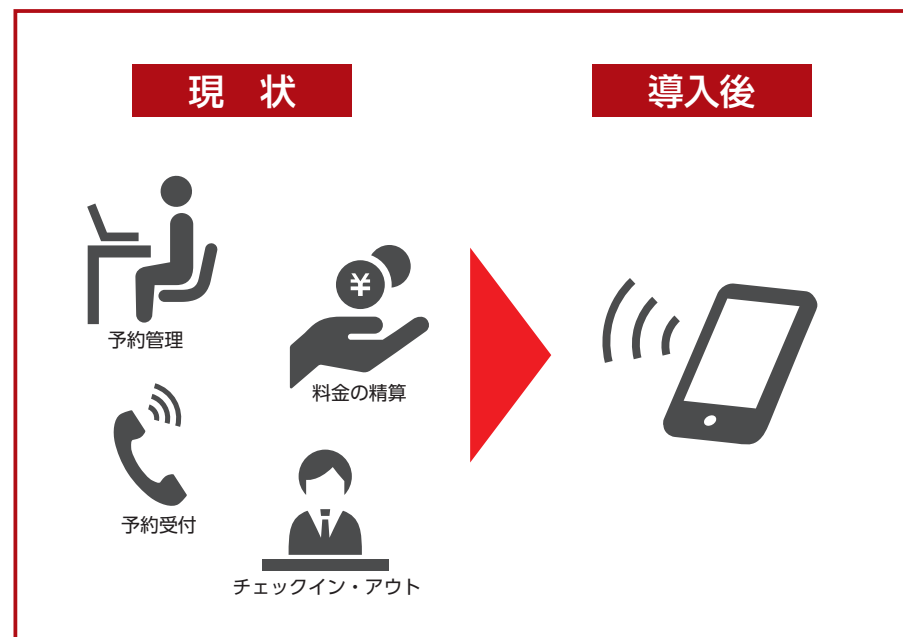 現　状
導入後
予約管理
¥
料金の精算
予約受付
チェックイン・アウト